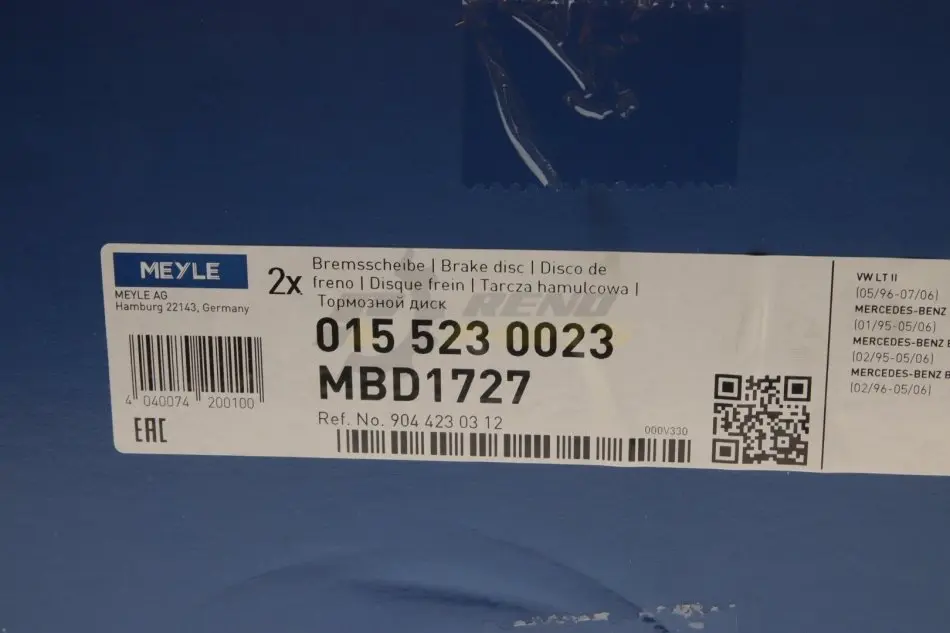 MEYLE
MEYLE AG
Hamburg 22143, Germany
4 040074 200100
EAC
2x
Bremsscheibe | Brake disc | Disco de
freno | Disque frein | Tarcza hamulcowa |
Тормозной диск
RENO
015 523 0023
MBD1727
Ref. No. 904 423 03 12
000V330
VW LT II
(05/96-07/06)
MERCEDES-BENZ
(01/95-05/06)
MERCEDES-BENZ
(02/95-05/06)
MERCEDES-BENZ
(02/96-05/06)